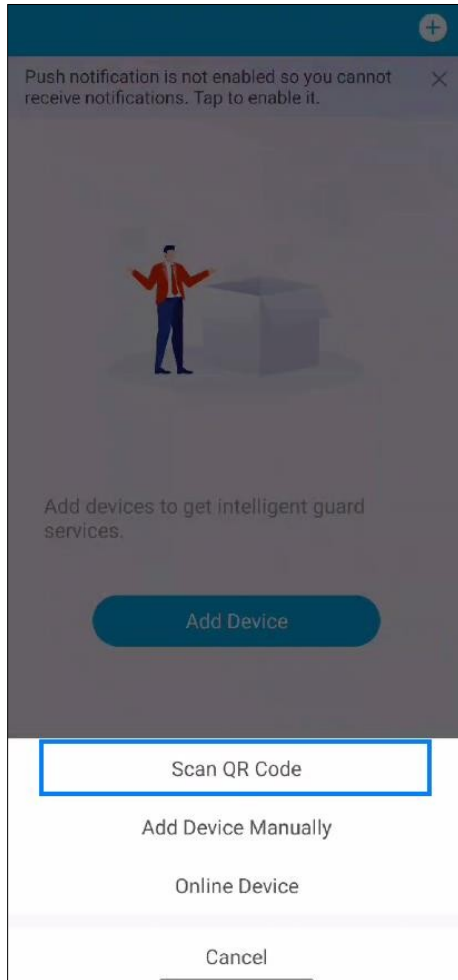 Push notification is not enabled so you cannot
receive notifications. Tap to enable it.
Add devices to get intelligent guard
services.
Add Device
Scan QR Code
Add Device Manually
Online Device
Cancel